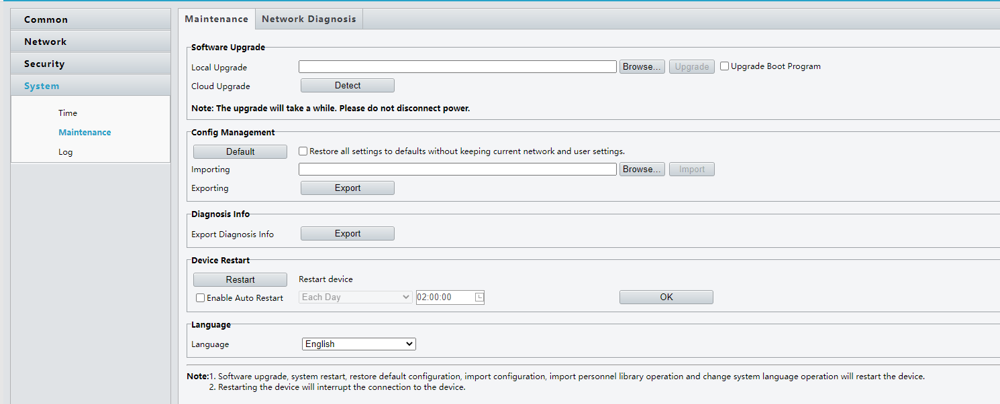 Common
Network
Security
System
Time
Maintenance
Log
Maintenance Network Diagnosis
Software Upgrade
Local Upgrade Browse... Upgrade Upgrade Boot Program
Cloud Upgrade Detect
Note: The upgrade will take a while. Please do not disconnect power.
Config Management
Default Restore all settings to defaults without keeping current network and user settings.
Importing Browse... Import
Exporting Export
Diagnosis Info
Export Diagnosis Info Export
Device Restart
Restart Restart device
Enable Auto Restart Each Day 02:00:00 OK
Language
Language English
Note:1. Software upgrade, system restart, restore default configuration, import configuration, import personnel library operation and change system language operation will restart the device.
2. Restarting the device will interrupt the connection to the device.